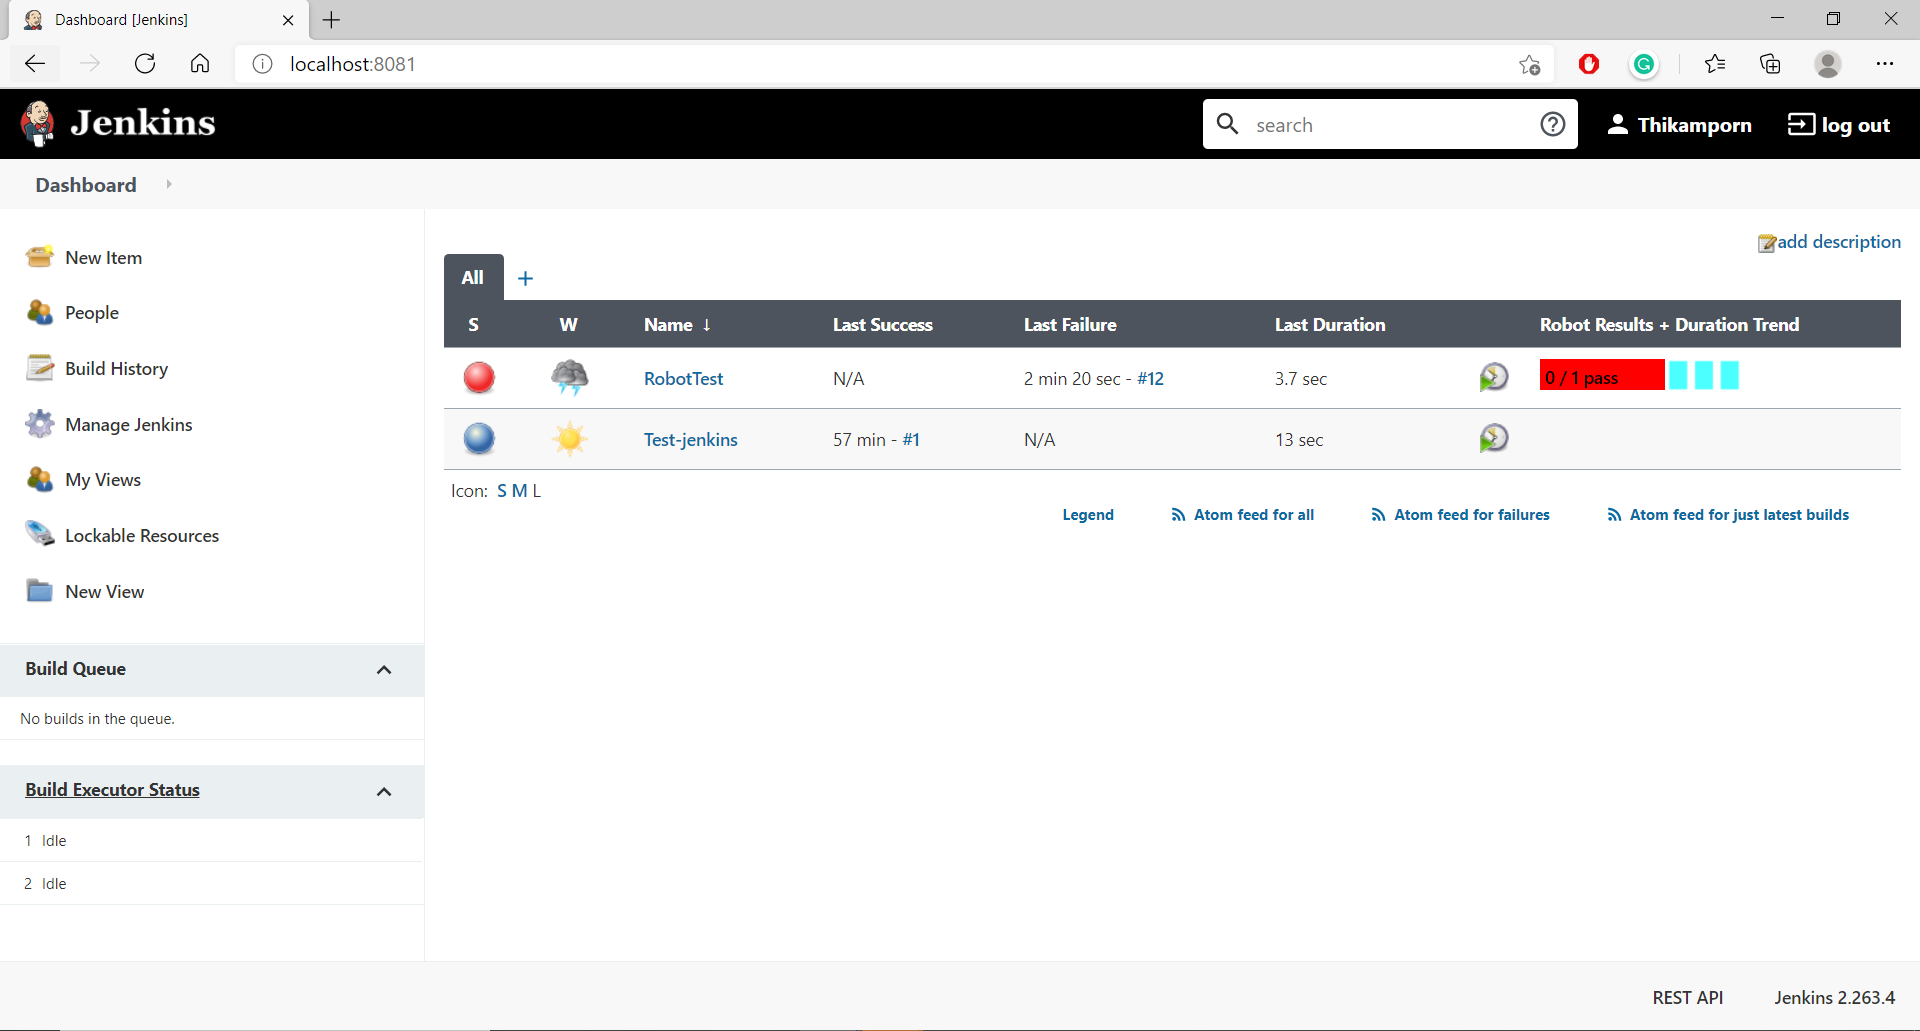 Dashboard [Jenkins]
localhost:8081
Jenkins
search
Thikamporn
log out
Dashboard
New Item
People
Build History
Manage Jenkins
My Views
Lockable Resources
New View
Build Queue
No builds in the queue.
Build Executor Status
1 Idle
2 Idle
add description
All +
S W Name ↓ Last Success Last Failure Last Duration Robot Results + Duration Trend
RobotTest N/A 2 min 20 sec - #12 3.7 sec 0 / 1 pass
Test-jenkins 57 min - #1 N/A 13 sec
Icon: S M L
Legend Atom feed for all Atom feed for failures Atom feed for just latest builds
REST API Jenkins 2.263.4